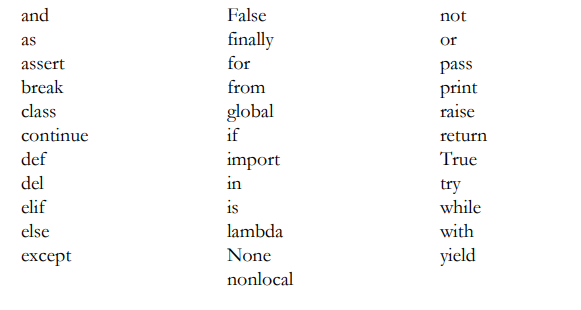 and False not
as finally or
assert for pass
break from print
class global raise
continue if return
def import True
del in try
elif is while
else lambda with
except None yield
nonlocal